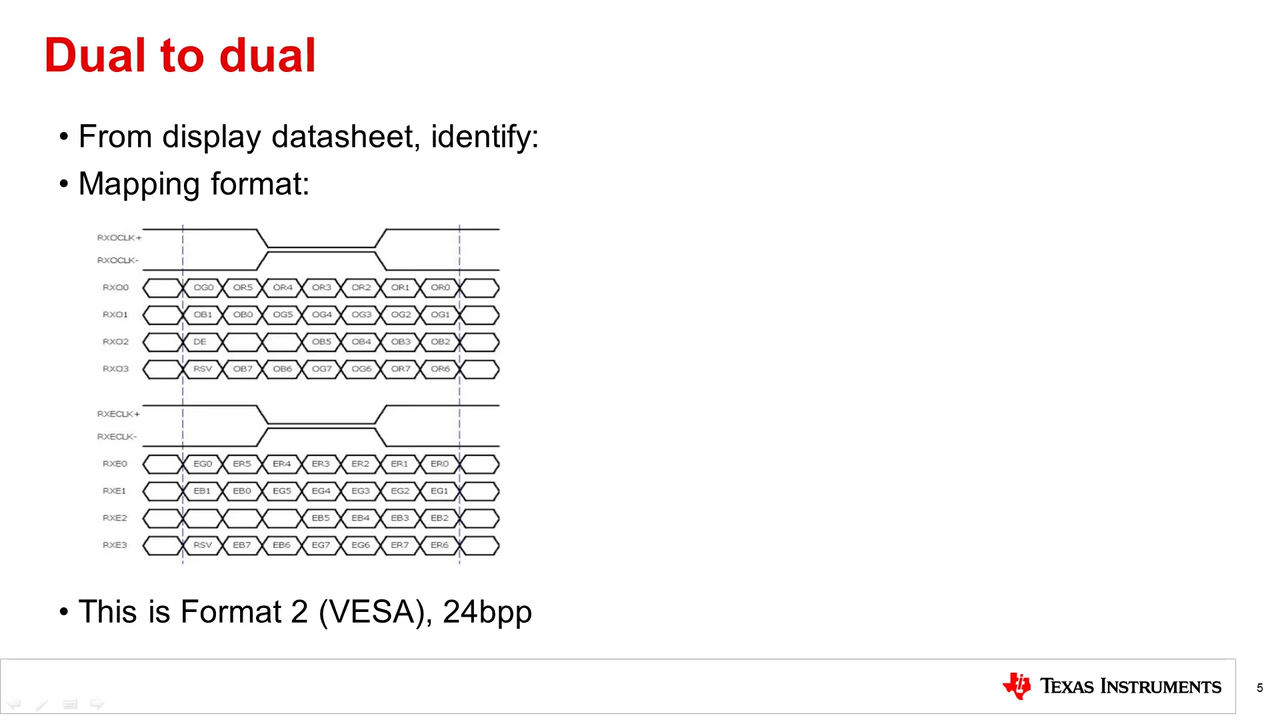 Dual to dual
• From display datasheet, identify:
• Mapping format:
RXOCLK+
RXOCLK-
RXO0 OG0 OR5 OR4 OR3 OR2 OR1 OR0
RXO1 OB1 OB0 OG5 OG4 OG3 OG2 OG1
RXO2 DE OB5 OB4 OB3 OB2
RXO3 RSV OB7 OB6 OG7 OG6 OR7 OR6
RXECLK+
RXECLK-
RXE0 EG0 ER5 ER4 ER3 ER2 ER1 ER0
RXE1 EB1 EB0 EG5 EG4 EG3 EG2 EG1
RXE2 EB5 EB4 EB3 EB2
RXE3 RSV EB7 EB6 EG7 EG6 ER7 ER6
• This is Format 2 (VESA), 24bpp
TEXAS INSTRUMENTS
5